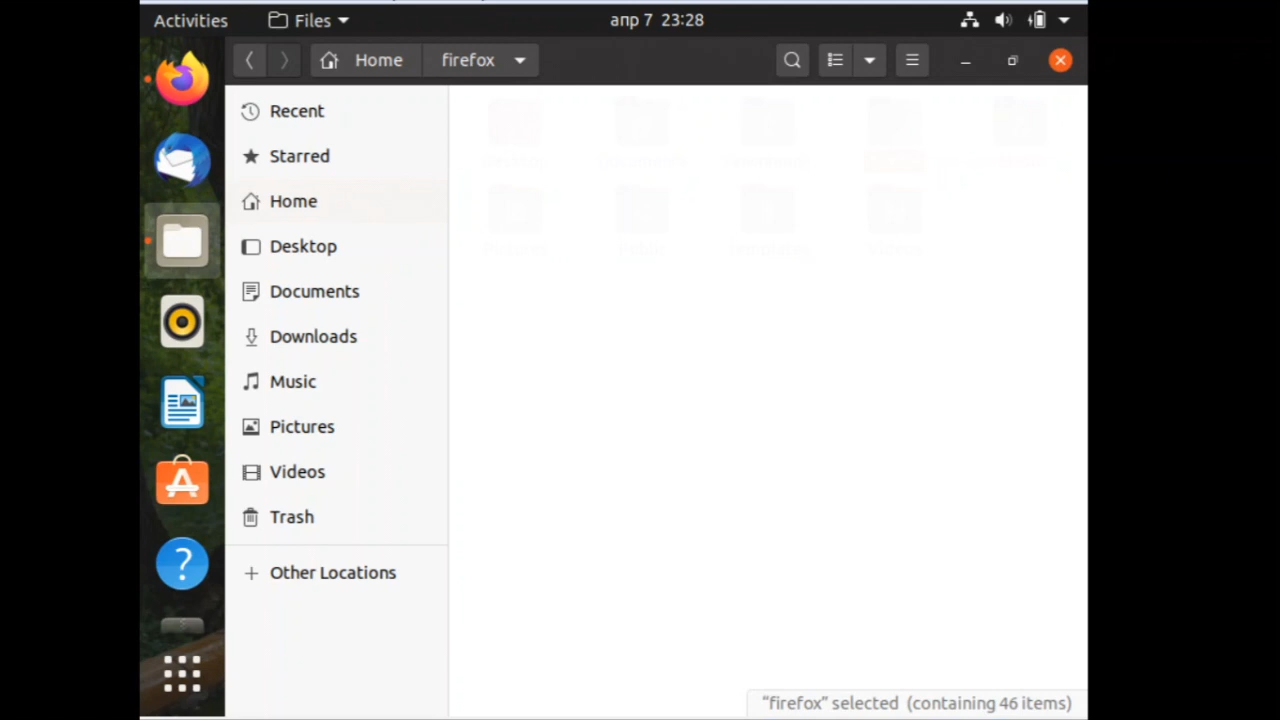 Activities
Files
апр 7 23:28
Home
firefox
Recent
Starred
Home
Desktop
Documents
Downloads
Music
Pictures
Videos
Trash
Other Locations
"firefox" selected (containing 46 items)